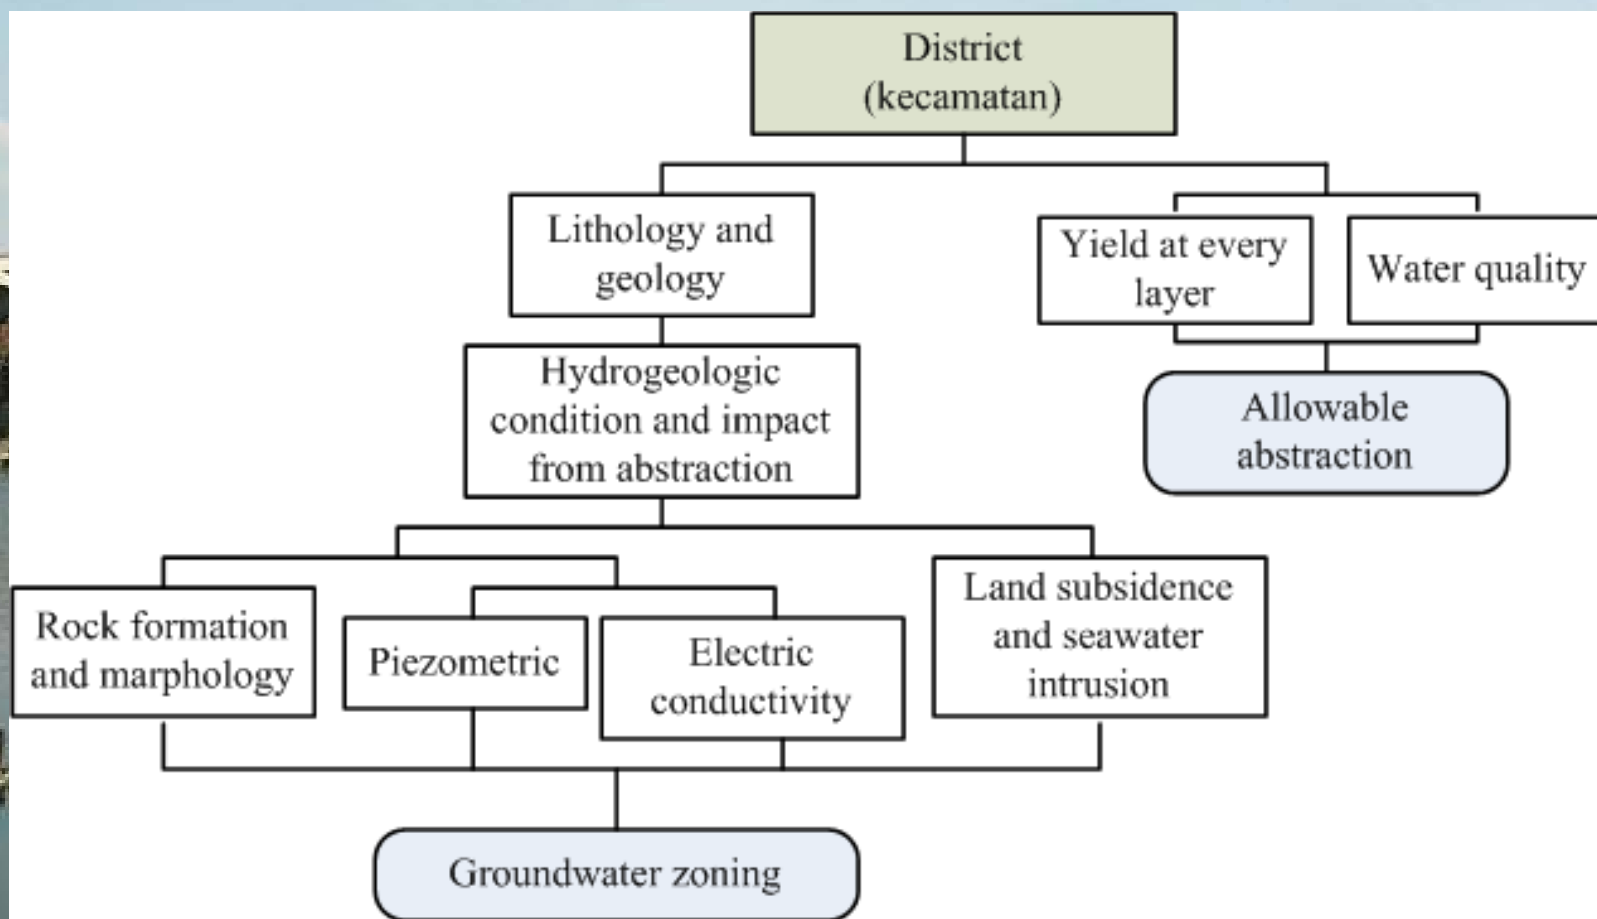 District
(kecamatan)
Lithology and
geology
Yield at every
layer
Water quality
Hydrogeologic
condition and impact
from abstraction
Allowable
abstraction
Rock formation
and marphology
Piezometric
Electric
conductivity
Land subsidence
and seawater
intrusion
Groundwater zoning